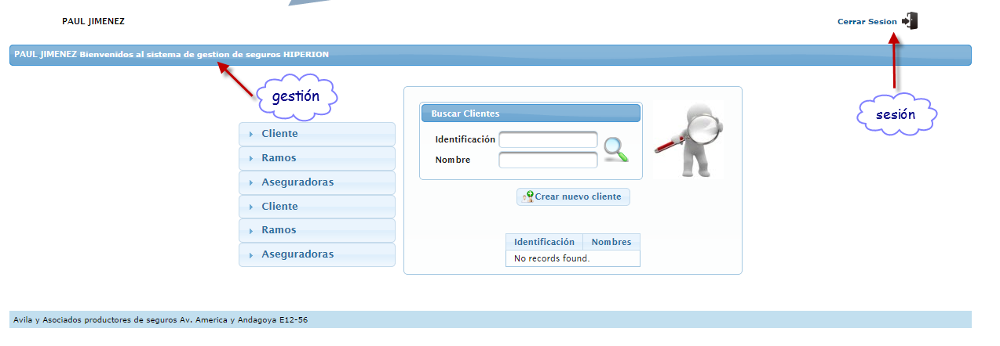 PAUL JIMENEZ
Cerrar Sesion
PAUL JIMENEZ Bienvenidos al sistema de gestion de seguros HIPERION
gestión
sesión
Cliente
Ramos
Aseguradoras
Cliente
Ramos
Aseguradoras
Buscar Clientes
Identificación
Nombre
Crear nuevo cliente
Identificación Nombres
No records found.
Avila y Asociados productores de seguros Av. America y Andagoya E12-56